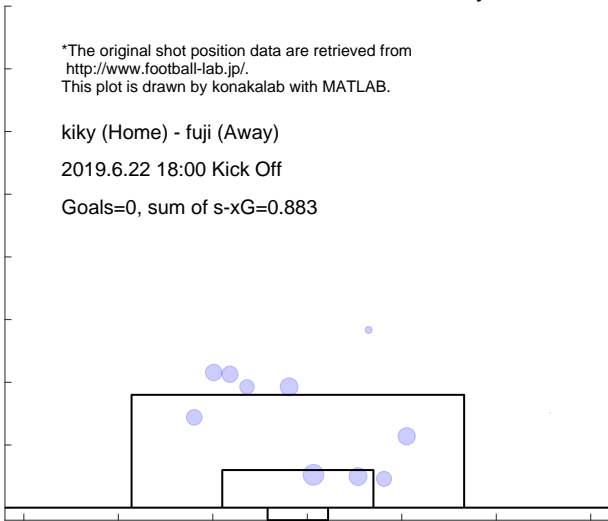 *The original shot position data are retrieved from
http://www.football-lab.jp/.
This plot is drawn by konakalab with MATLAB.
kiky (Home) - fuji (Away)
2019.6.22 18:00 Kick Off
Goals=0, sum of s-xG=0.883